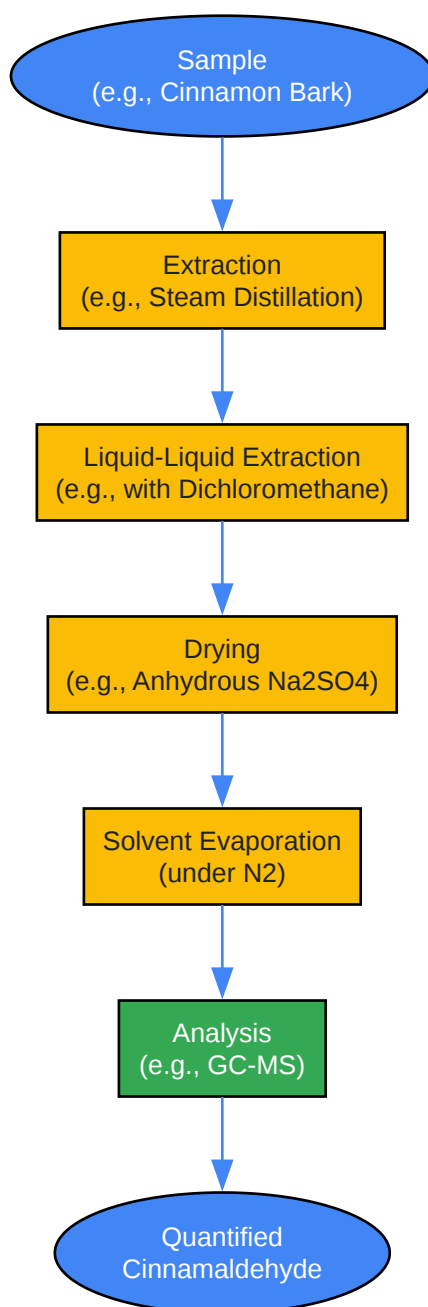 Sample
(e.g., Cinnamon Bark)
Extraction
(e.g., Steam Distillation)
Liquid-Liquid Extraction
(e.g., with Dichloromethane)
Drying
(e.g., Anhydrous Na2SO4)
Solvent Evaporation
(under N2)
Analysis
(e.g., GC-MS)
Quantified
Cinnamaldehyde